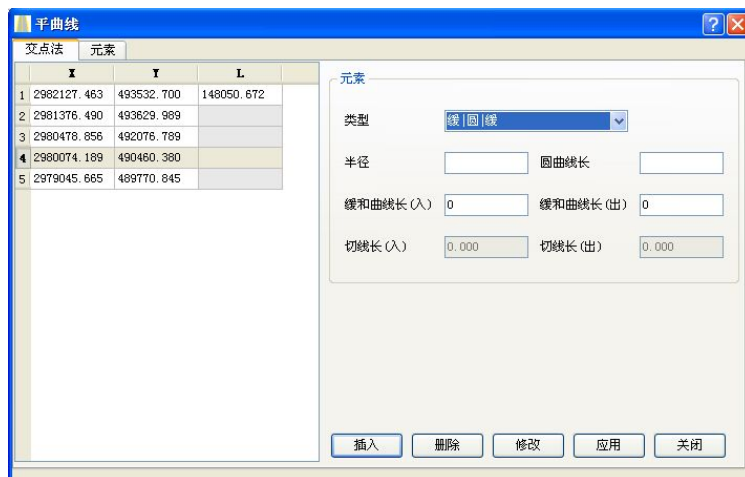 平曲线
交点法 元素
X Y L
1 2982127.463 493532.700 148050.672
2 2981376.490 493629.989
3 2980478.856 492076.789
4 2980074.189 490460.380
5 2979045.665 489770.845
元素
类型 缓|圆|缓
半径 圆曲线长
缓和曲线长(入) 0 缓和曲线长(出) 0
切线长(入) 0.000 切线长(出) 0.000
插入 删除 修改 应用 关闭